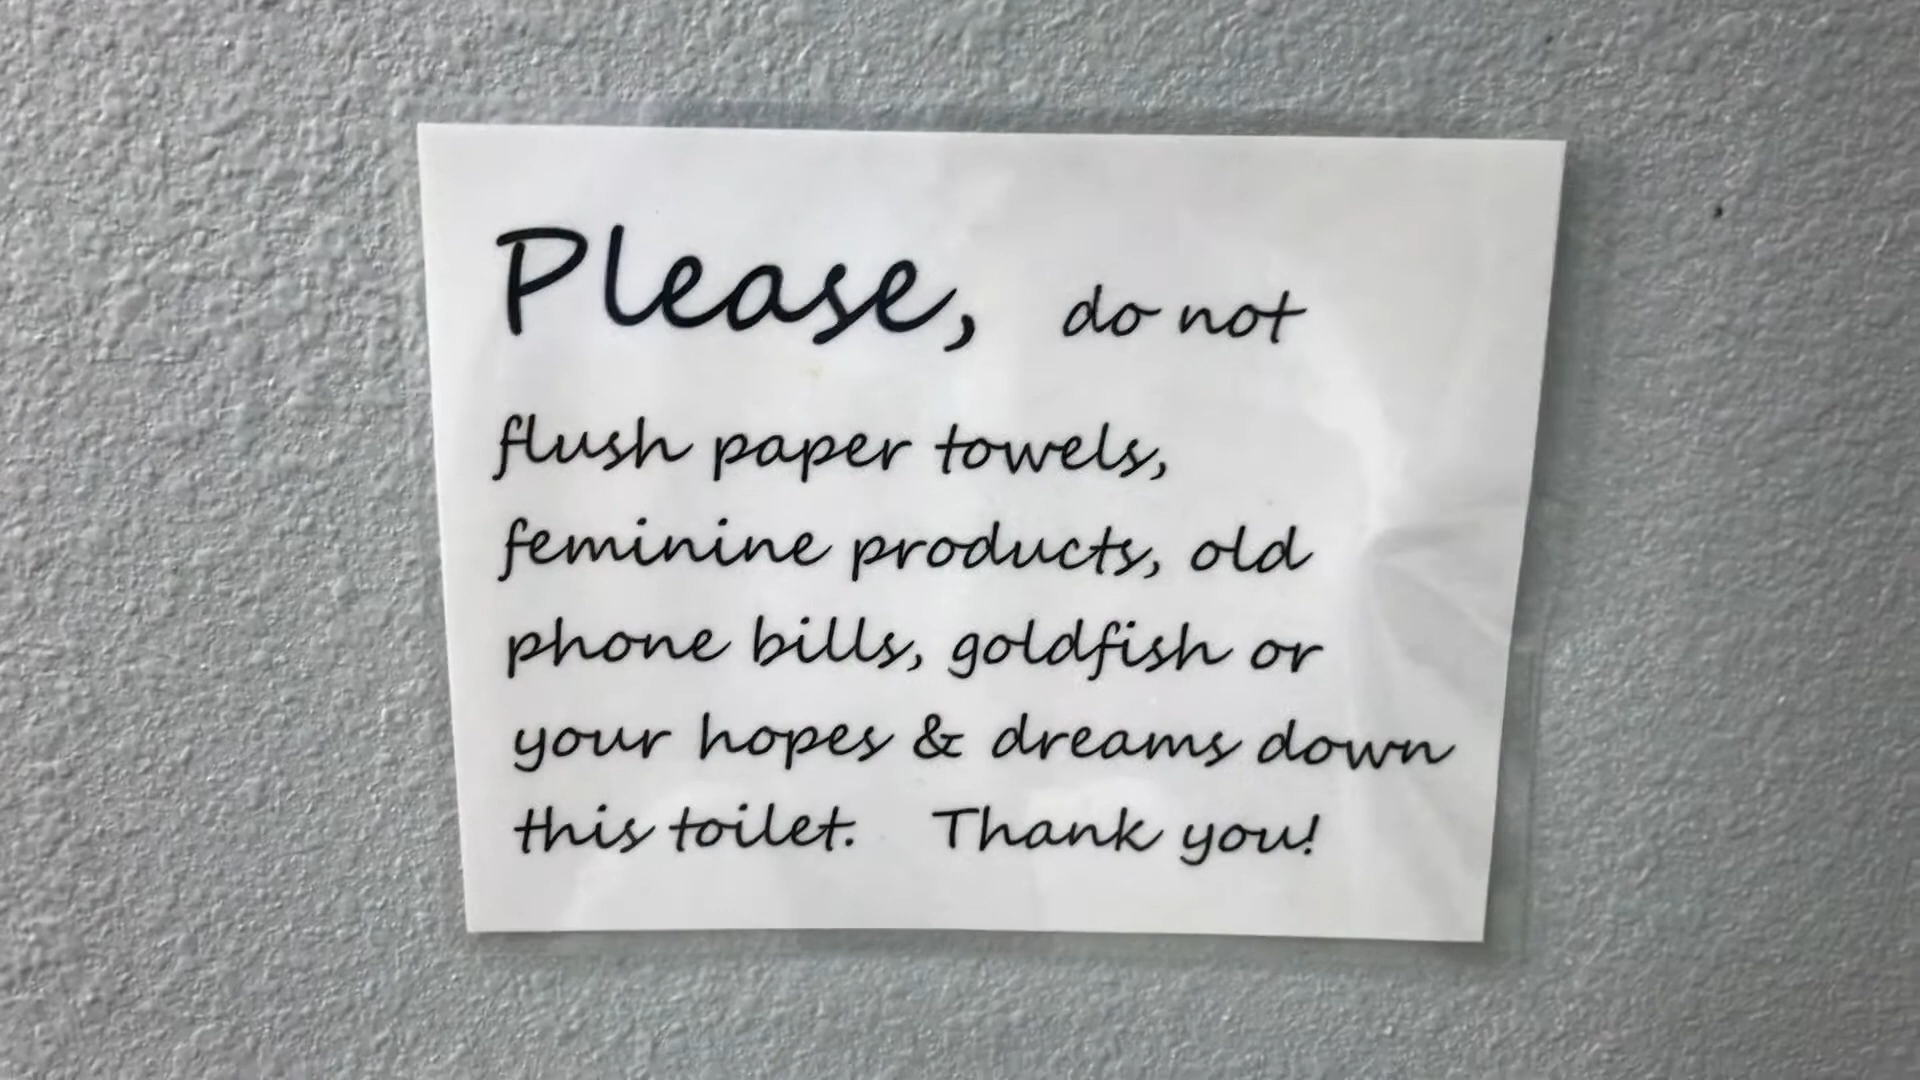 Please, do not
flush paper towels,
feminine products, old
phone bills, goldfish or
your hopes & dreams down
this toilet. Thank you!